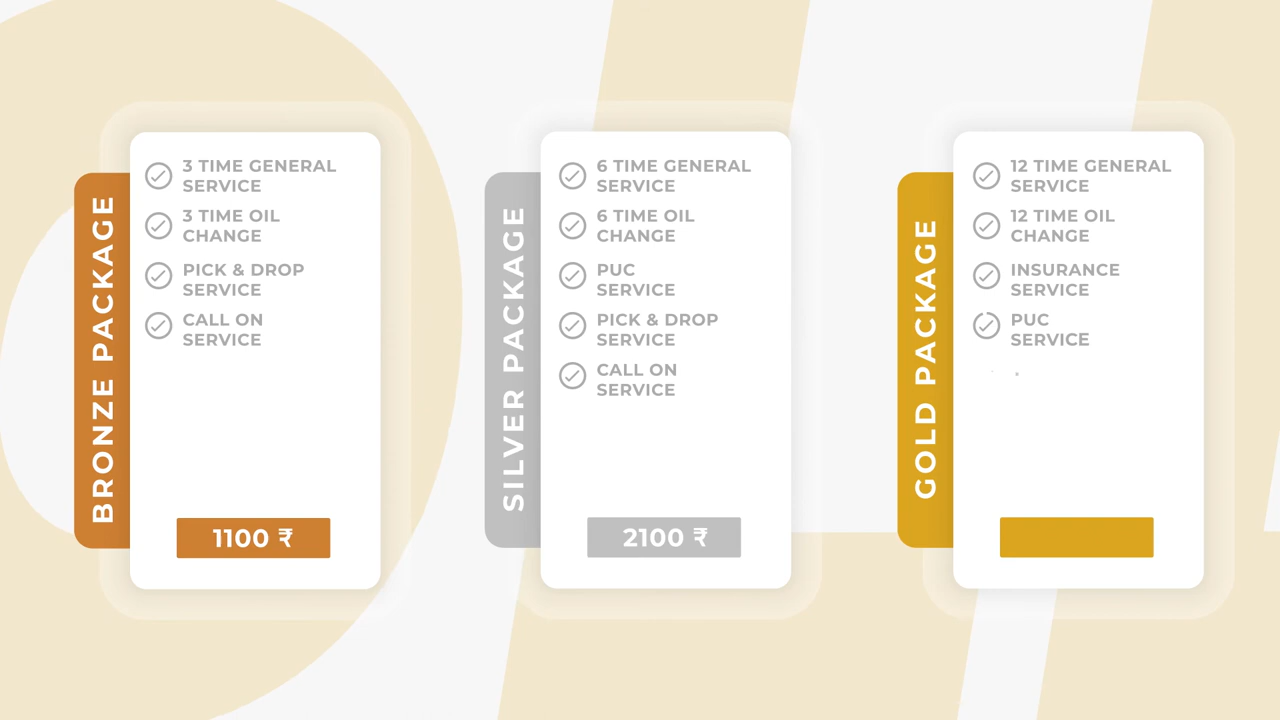 BRONZE PACKAGE
3 TIME GENERAL
SERVICE
3 TIME OIL
CHANGE
PICK & DROP
SERVICE
CALL ON
SERVICE
1100 ₹
SILVER PACKAGE
6 TIME GENERAL
SERVICE
6 TIME OIL
CHANGE
PUC
SERVICE
PICK & DROP
SERVICE
CALL ON
SERVICE
2100 ₹
GOLD PACKAGE
12 TIME GENERAL
SERVICE
12 TIME OIL
CHANGE
INSURANCE
SERVICE
PUC
SERVICE